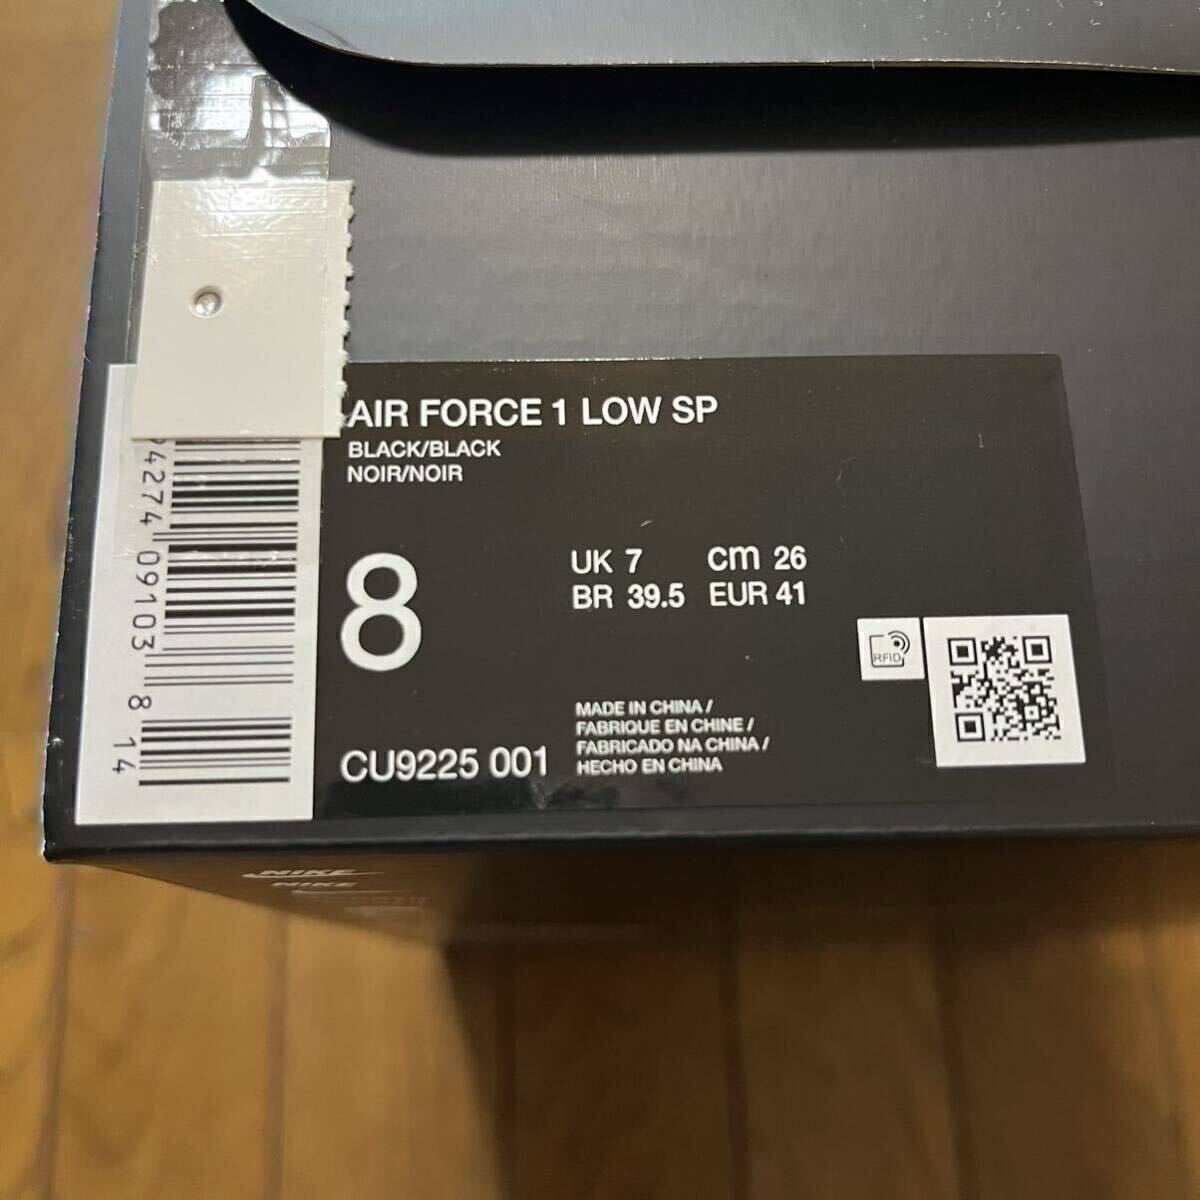 AIR FORCE 1 LOW SP
BLACK/BLACK
NOIR/NOIR
8
UK 7 cm 26
BR 39.5 EUR 41
CU9225 001
MADE IN CHINA /
FABRIQUE EN CHINE /
FABRICADO NA CHINA /
HECHO EN CHINA
RFID
4274 09103 8 14
NIKE
NIKE